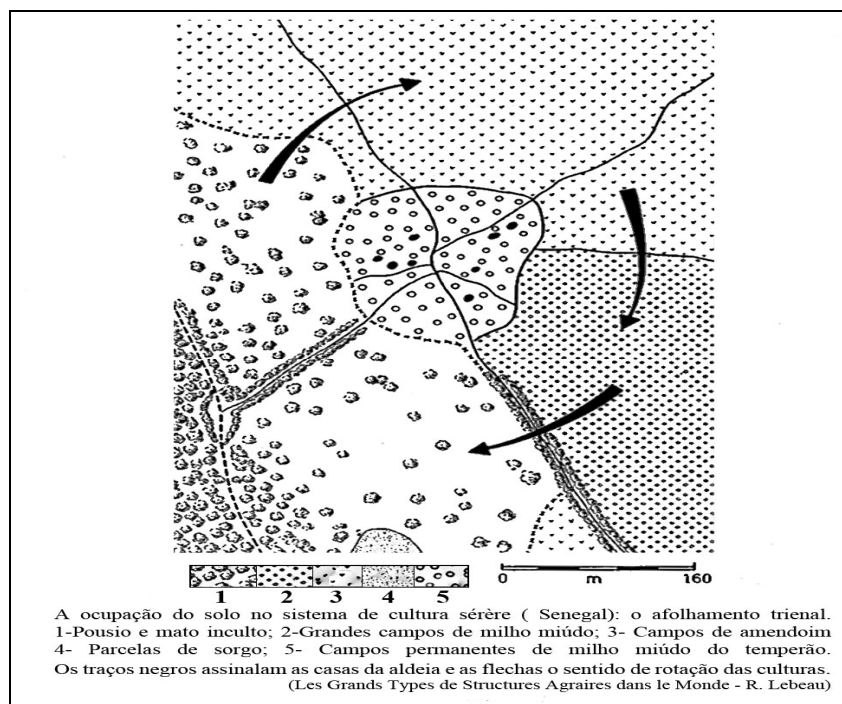 1 2 3 4 5
0 m 160
A ocupação do solo no sistema de cultura sérère ( Senegal): o afolhamento trienal.
1-Pousio e mato inculto; 2-Grandes campos de milho miúdo; 3- Campos de amendoim
4- Parcelas de sorgo; 5- Campos permanentes de milho miúdo do temperão.
Os traços negros assinalam as casas da aldeia e as flechas o sentido de rotação das culturas.
(Les Grands Types de Structures Agraires dans le Monde - R. Lebeau)